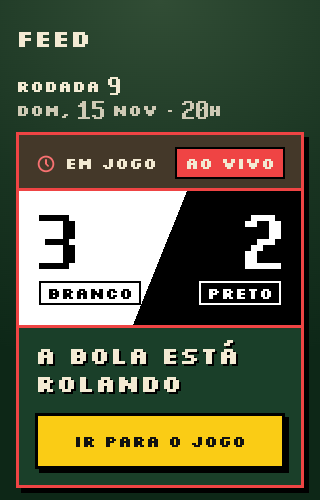 FEED
RODADA 9
DOM, 15 NOV · 20H
EM JOGO
AO VIVO
3
2
BRANCO
PRETO
A BOLA ESTÁ
ROLANDO
IR PARA O JOGO